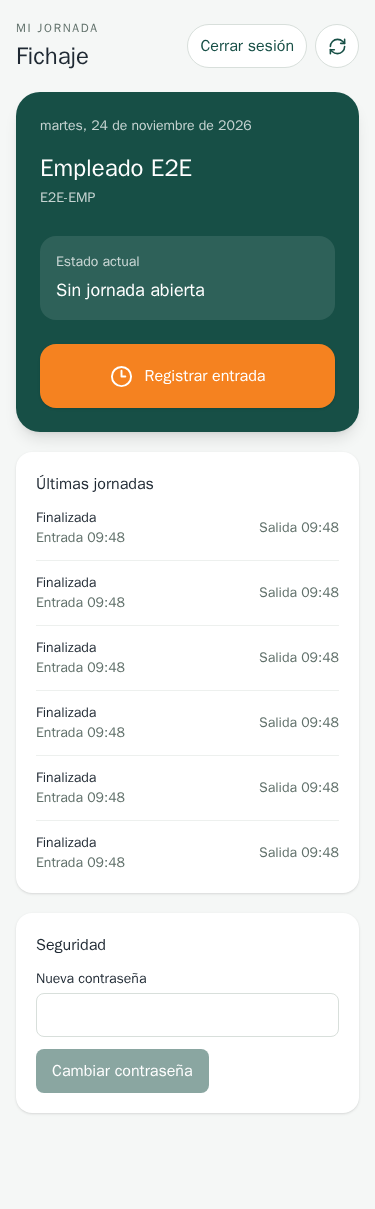 MI JORNADA
Fichaje
Cerrar sesión
martes, 24 de noviembre de 2026
Empleado E2E
E2E-EMP
Estado actual
Sin jornada abierta
Registrar entrada
Últimas jornadas
Finalizada
Entrada 09:48
Salida 09:48
Finalizada
Entrada 09:48
Salida 09:48
Finalizada
Entrada 09:48
Salida 09:48
Finalizada
Entrada 09:48
Salida 09:48
Finalizada
Entrada 09:48
Salida 09:48
Finalizada
Entrada 09:48
Salida 09:48
Seguridad
Nueva contraseña
Cambiar contraseña